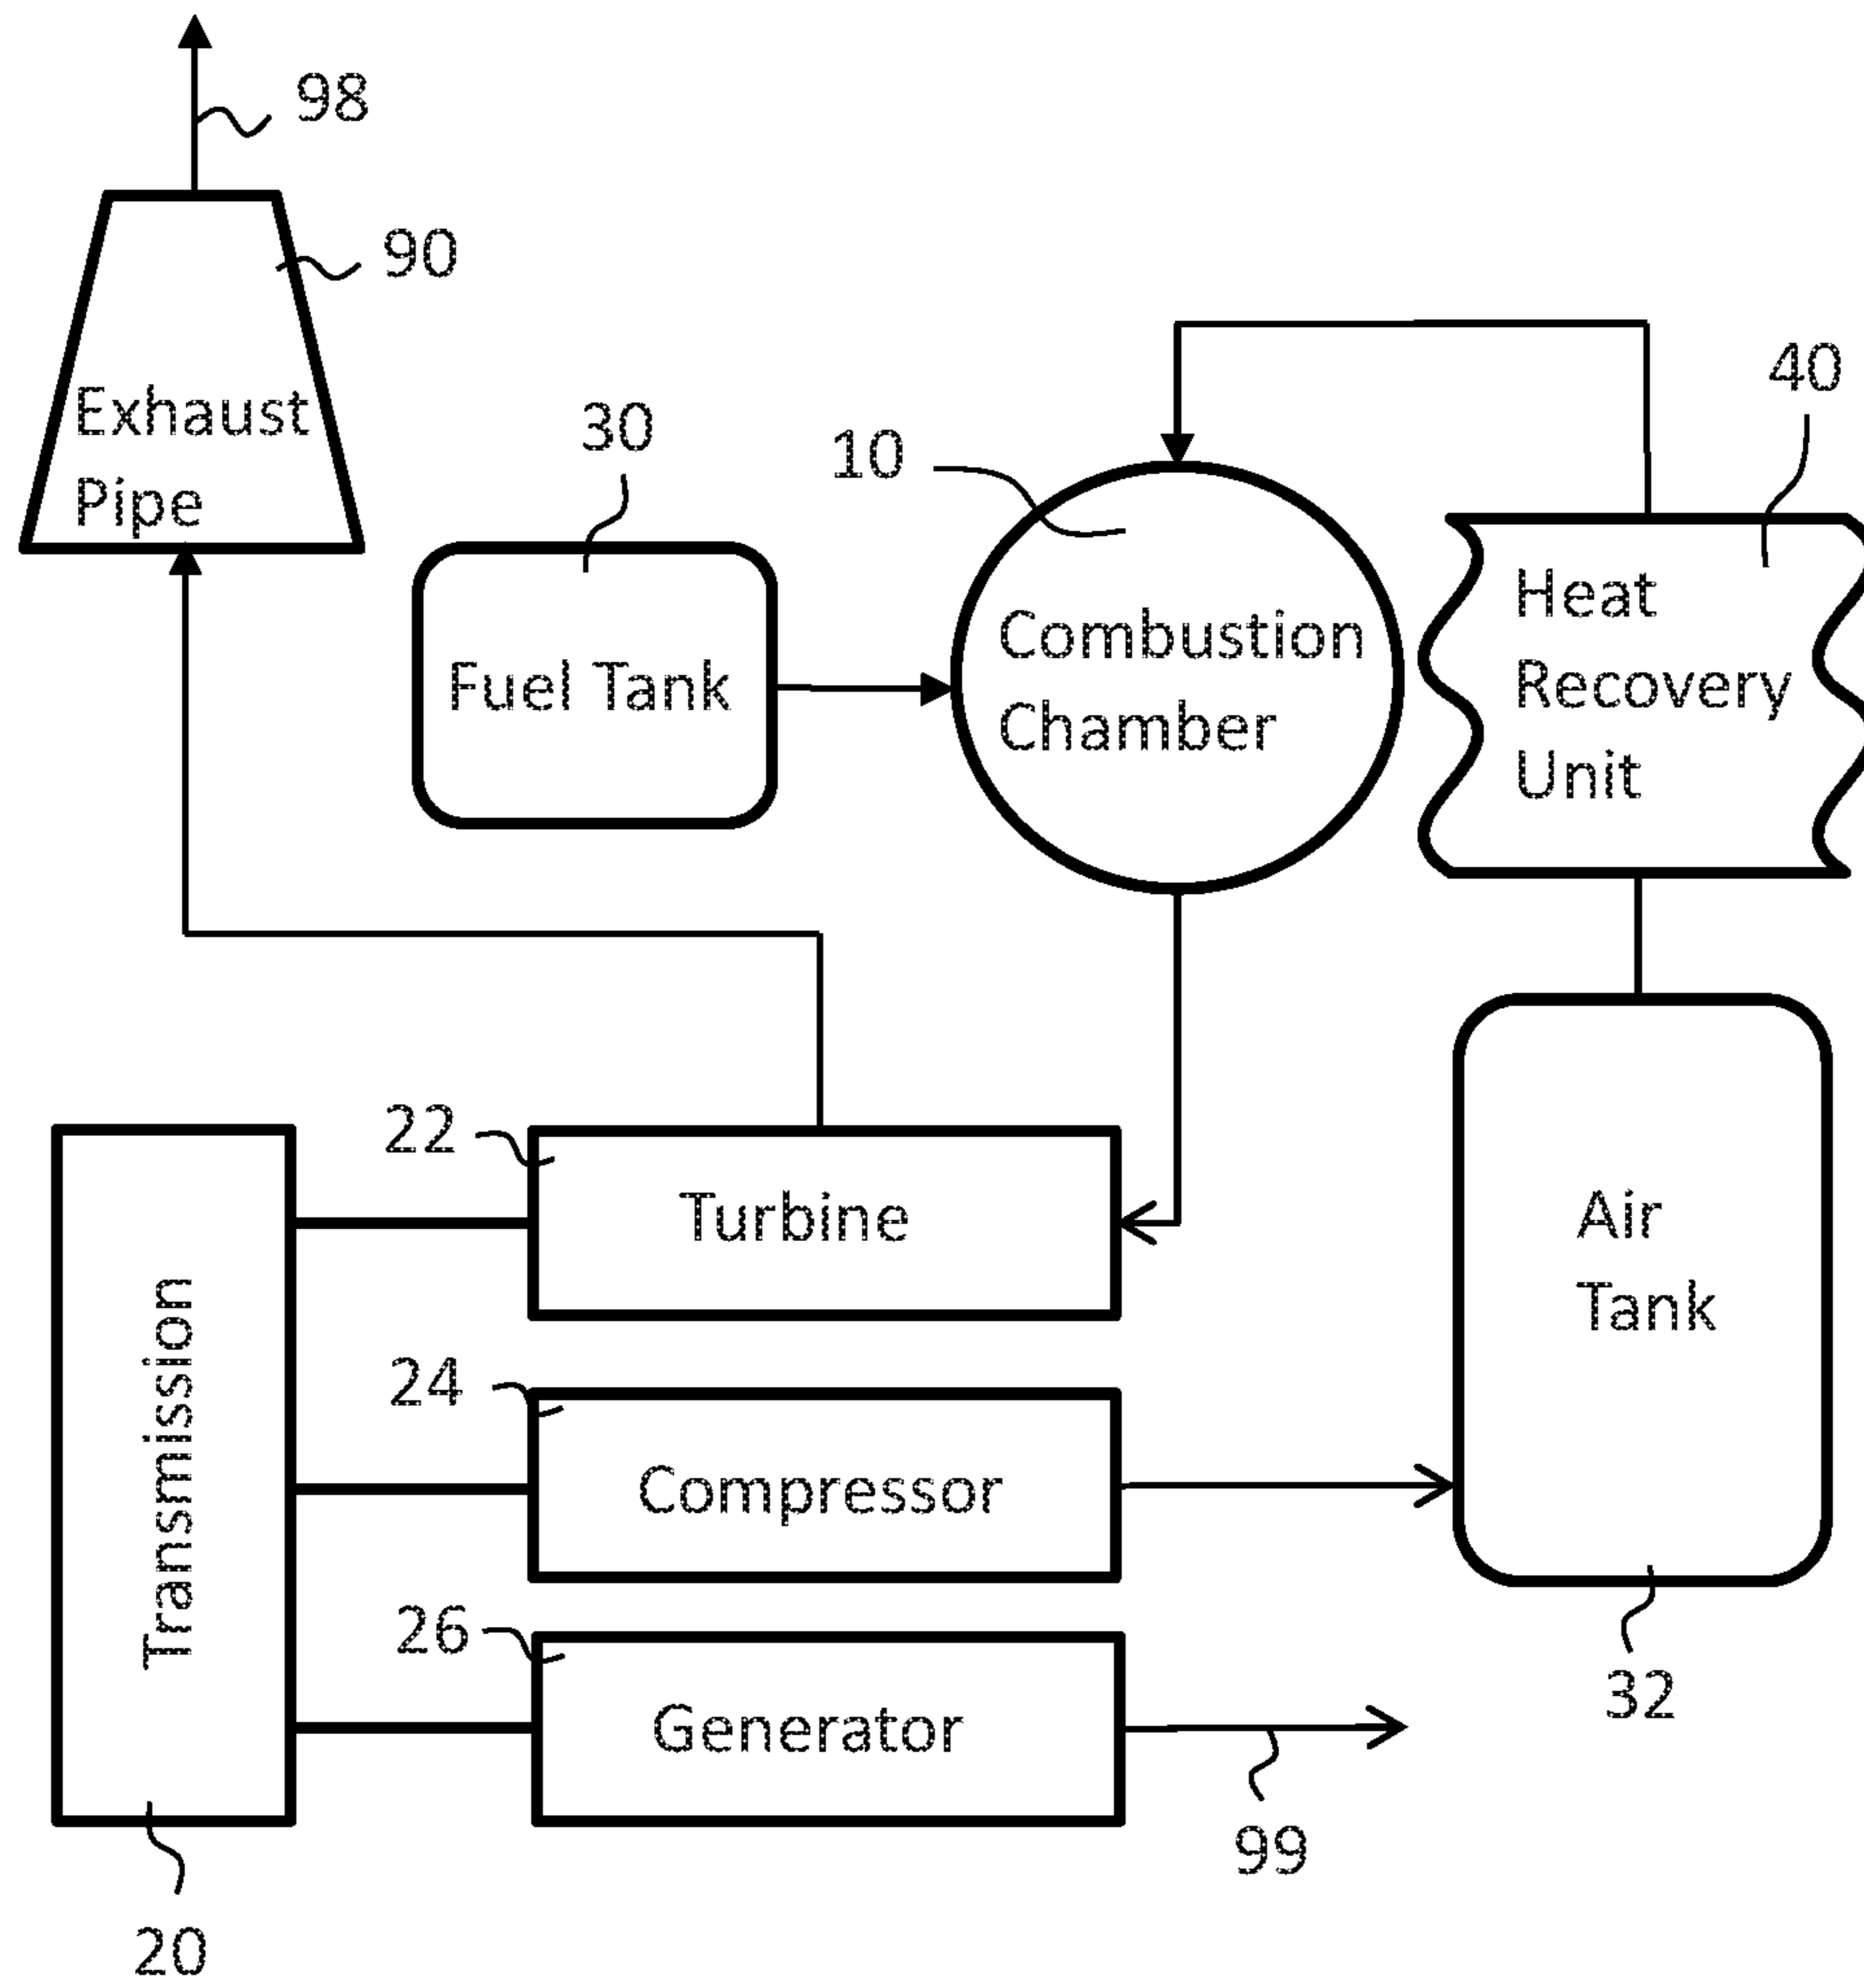 98
90
Exhaust
Pipe
30
Fuel Tank
10
Combustion
Chamber
40
Heat
Recovery
Unit
22
Turbine
Transmission
24
Compressor
Air
Tank
26
Generator
32
99
20